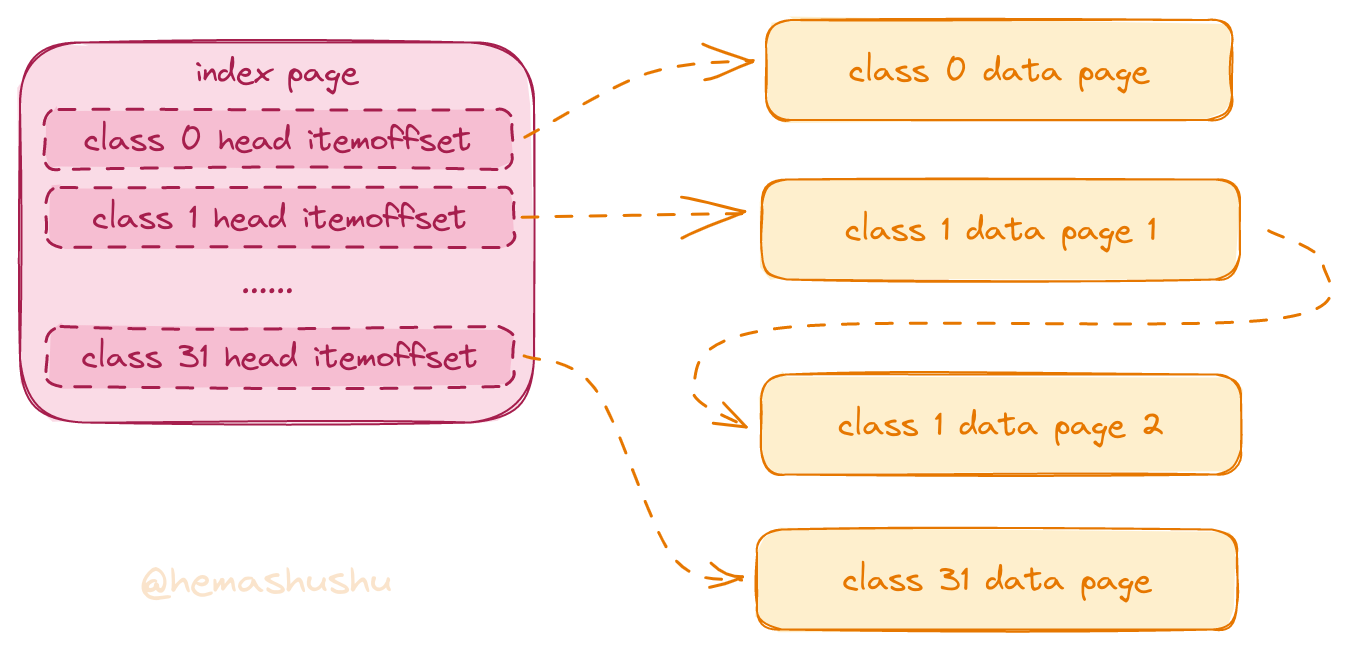 index page
class 0 head itemoffset
class 1 head itemoffset
......
class 31 head itemoffset
class 0 data page
class 1 data page 1
class 1 data page 2
class 31 data page
@hemashushu